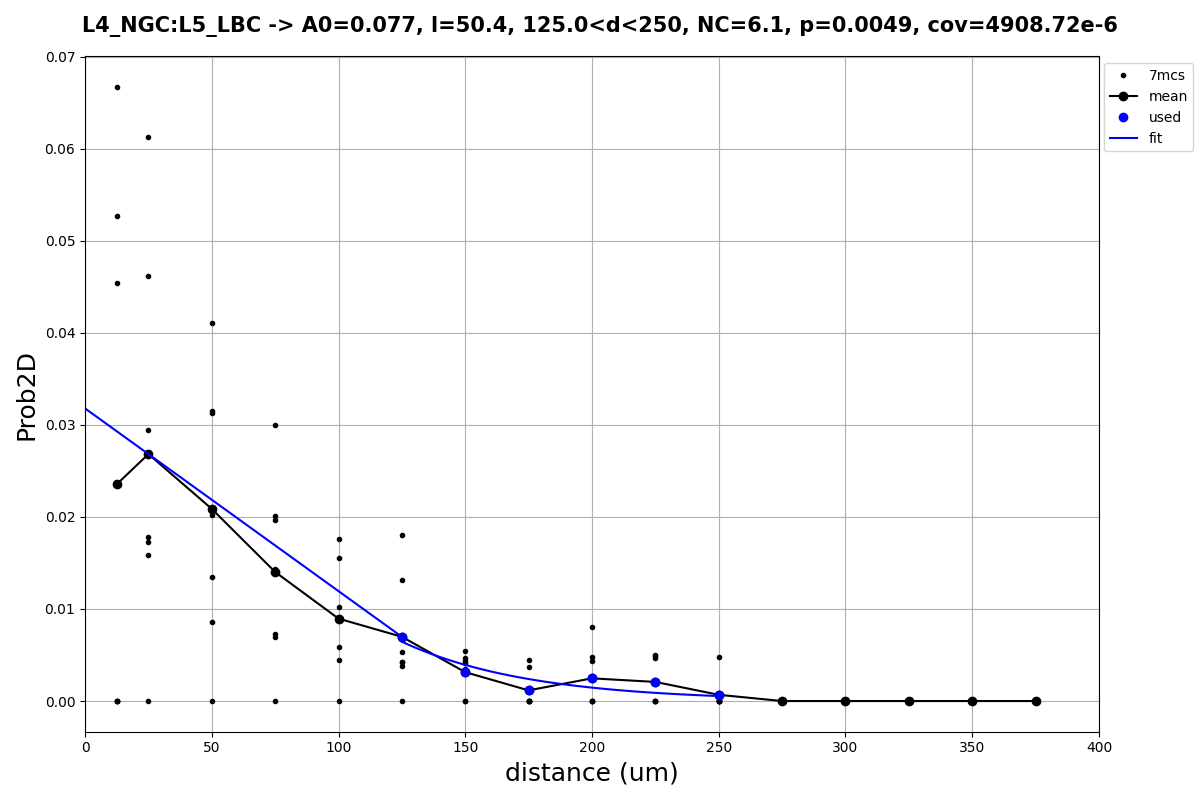 L4_NGC:L5_LBC -> A0=0.077, l=50.4, 125.0<d<250, NC=6.1, p=0.0049, cov=4908.72e-6
0.07
0.06
0.05
0.04
0.03
0.02
0.01
0.00
Prob2D
0 50 100 150 200 250 300 350 400
distance (um)
7mcs
mean
used
fit